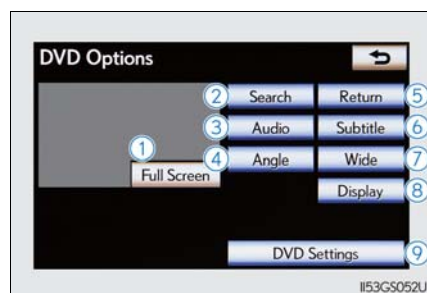 DVD Options
② Search
Return ⑤
③ Audio
Subtitle ⑥
①
④ Angle
Wide ⑦
Full Screen
Display ⑧
DVD Settings ⑨
II53GS052U